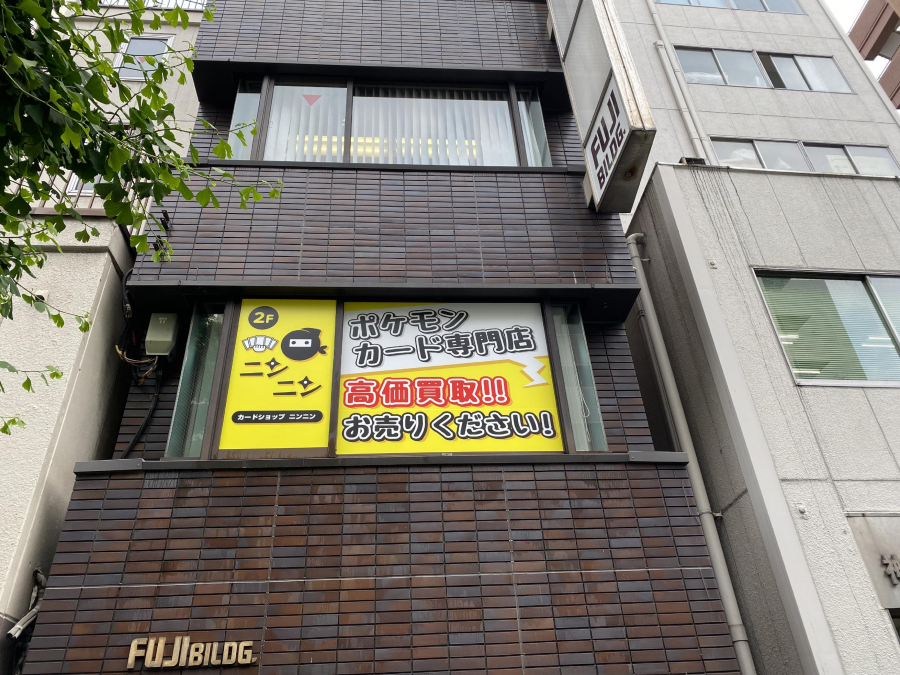 FUJI
BILDG.
2F
ニン
ニン
カードショップ ニンニン
ポケモン
カード専門店
高価買取!!
お売りください!
FUJI BILDG.